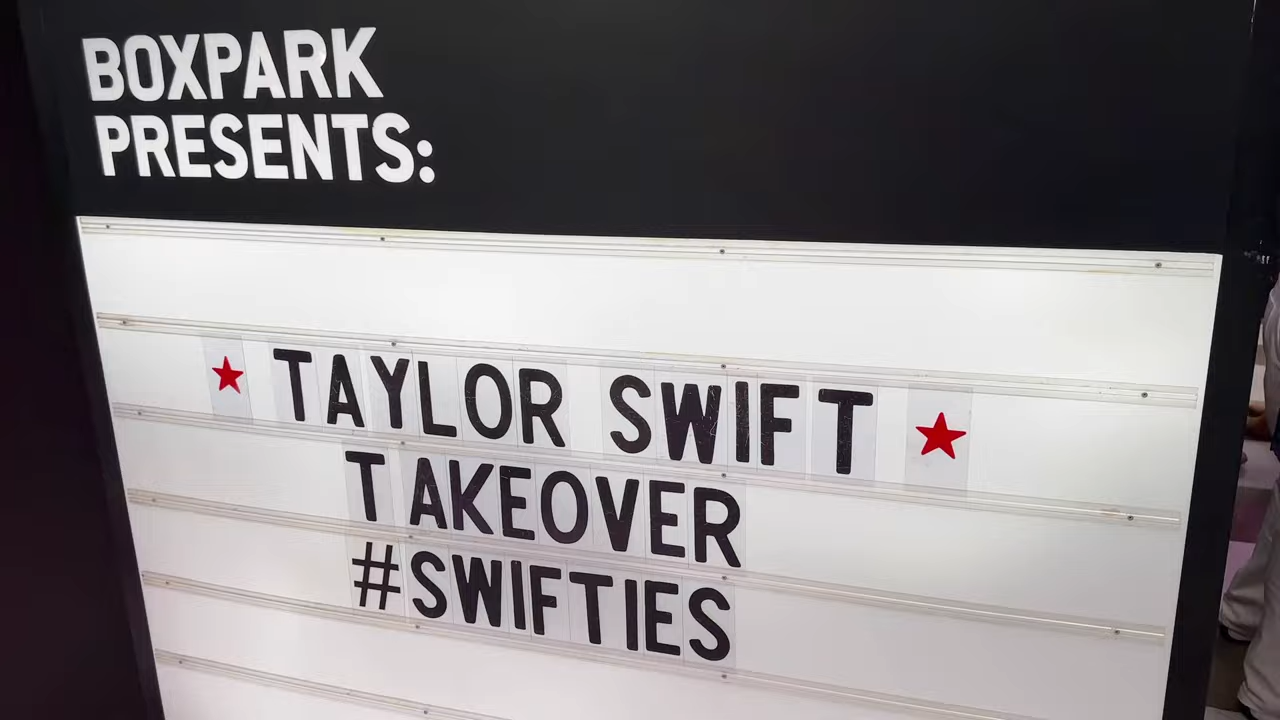 BOXPARK
PRESENTS:
★ TAYLOR SWIFT ★
TAKEOVER
#SWIFTIES